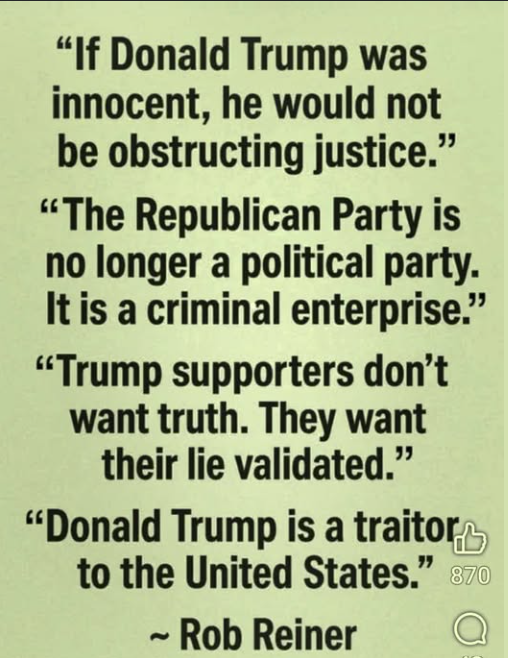 “If Donald Trump was
innocent, he would not
be obstructing justice.”
“The Republican Party is
no longer a political party.
It is a criminal enterprise.”
“Trump supporters don’t
want truth. They want
their lie validated.”
“Donald Trump is a traitor
to the United States.”
870
~ Rob Reiner